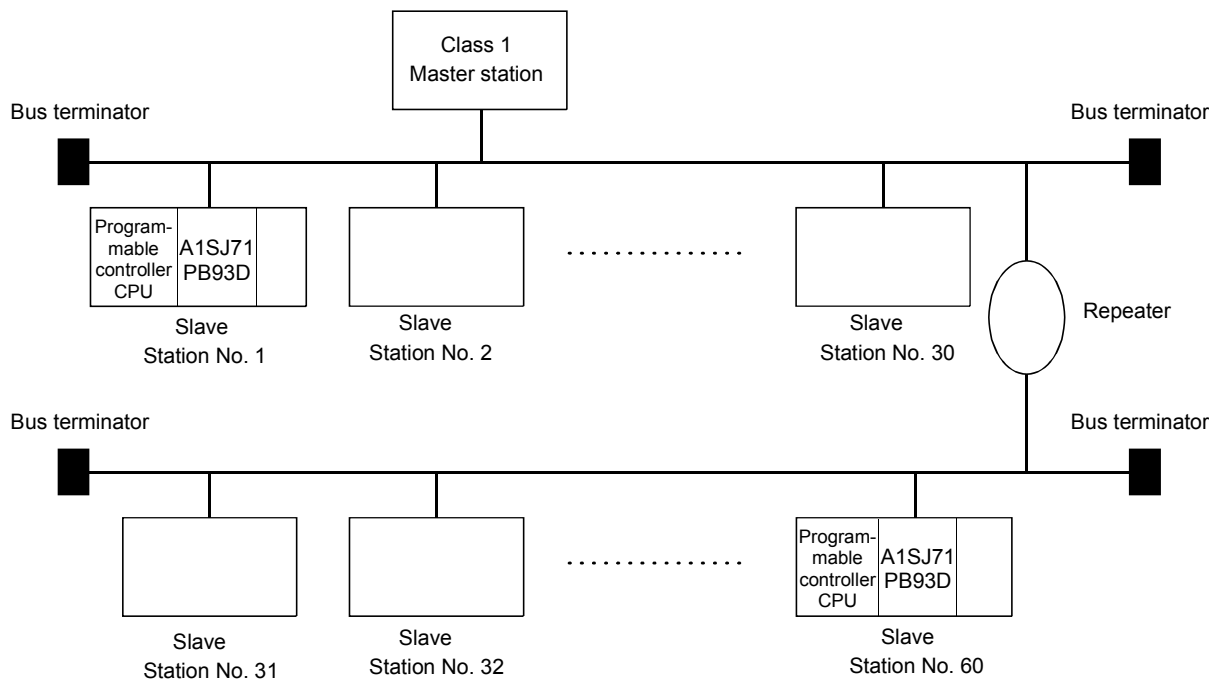 Class 1
Master station
Bus terminator
Bus terminator
Program-
mable
controller
CPU
A1SJ71
PB93D
Slave
Station No. 1
Slave
Station No. 2
Slave
Station No. 30
Repeater
Bus terminator
Bus terminator
Slave
Station No. 31
Slave
Station No. 32
Program-
mable
controller
CPU
A1SJ71
PB93D
Slave
Station No. 60